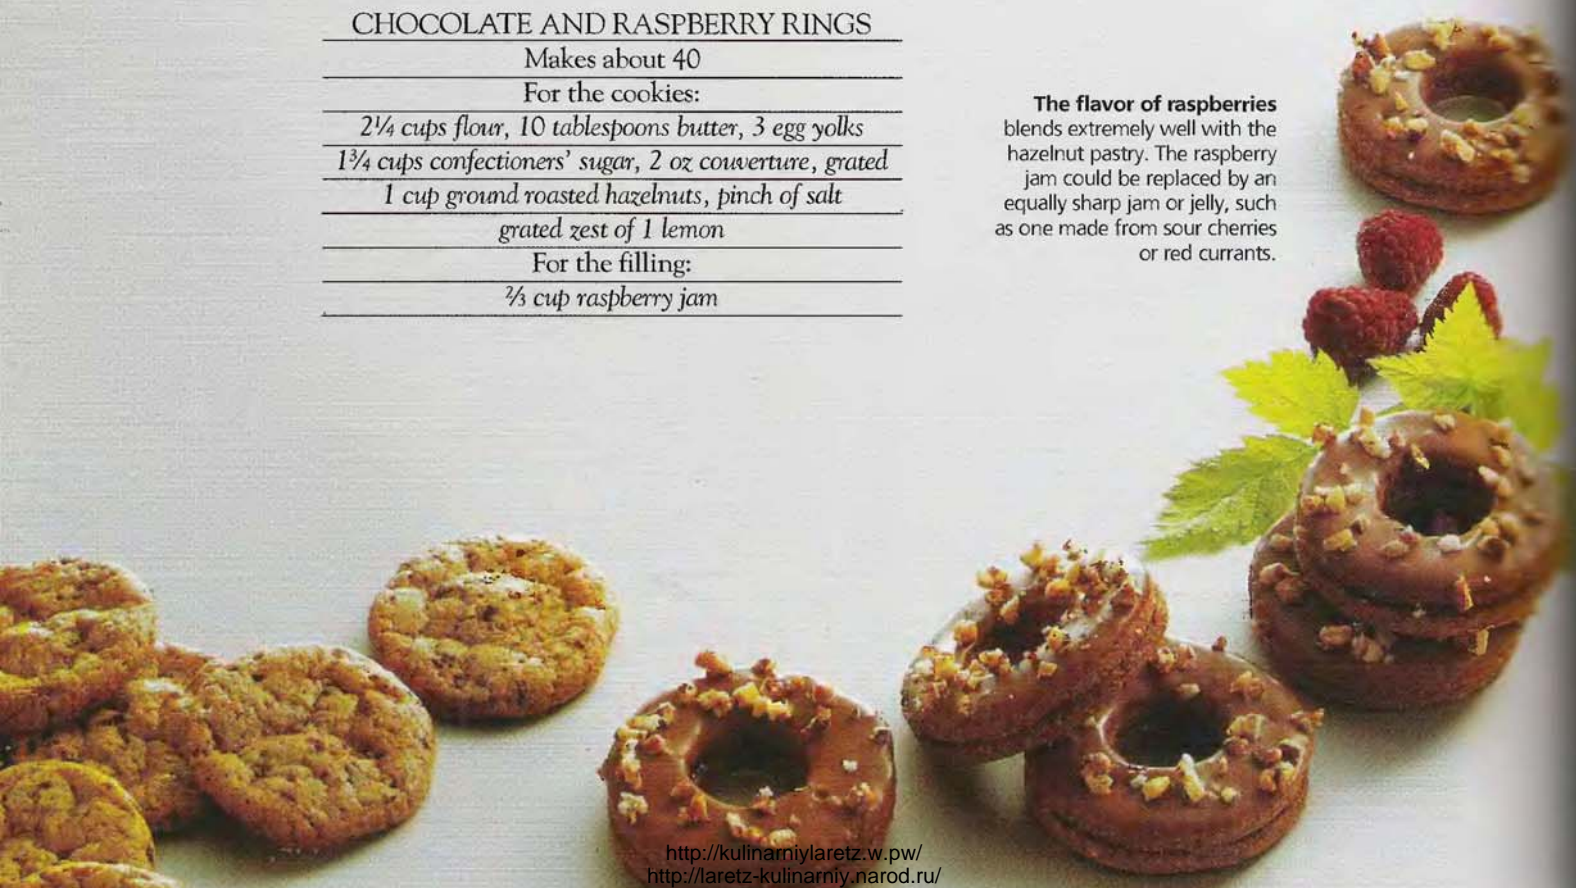 CHOCOLATE AND RASPBERRY RINGS
Makes about 40
For the cookies:
2¼ cups flour, 10 tablespoons butter, 3 egg yolks
1¾ cups confectioners' sugar, 2 oz couverture, grated
1 cup ground roasted hazelnuts, pinch of salt
grated zest of 1 lemon
For the filling:
⅔ cup raspberry jam
The flavor of raspberries
blends extremely well with the
hazelnut pastry. The raspberry
jam could be replaced by an
equally sharp jam or jelly, such
as one made from sour cherries
or red currants.
http://kulinarniylaretz.w.pw/
http://laretz-kulinarniy.narod.ru/